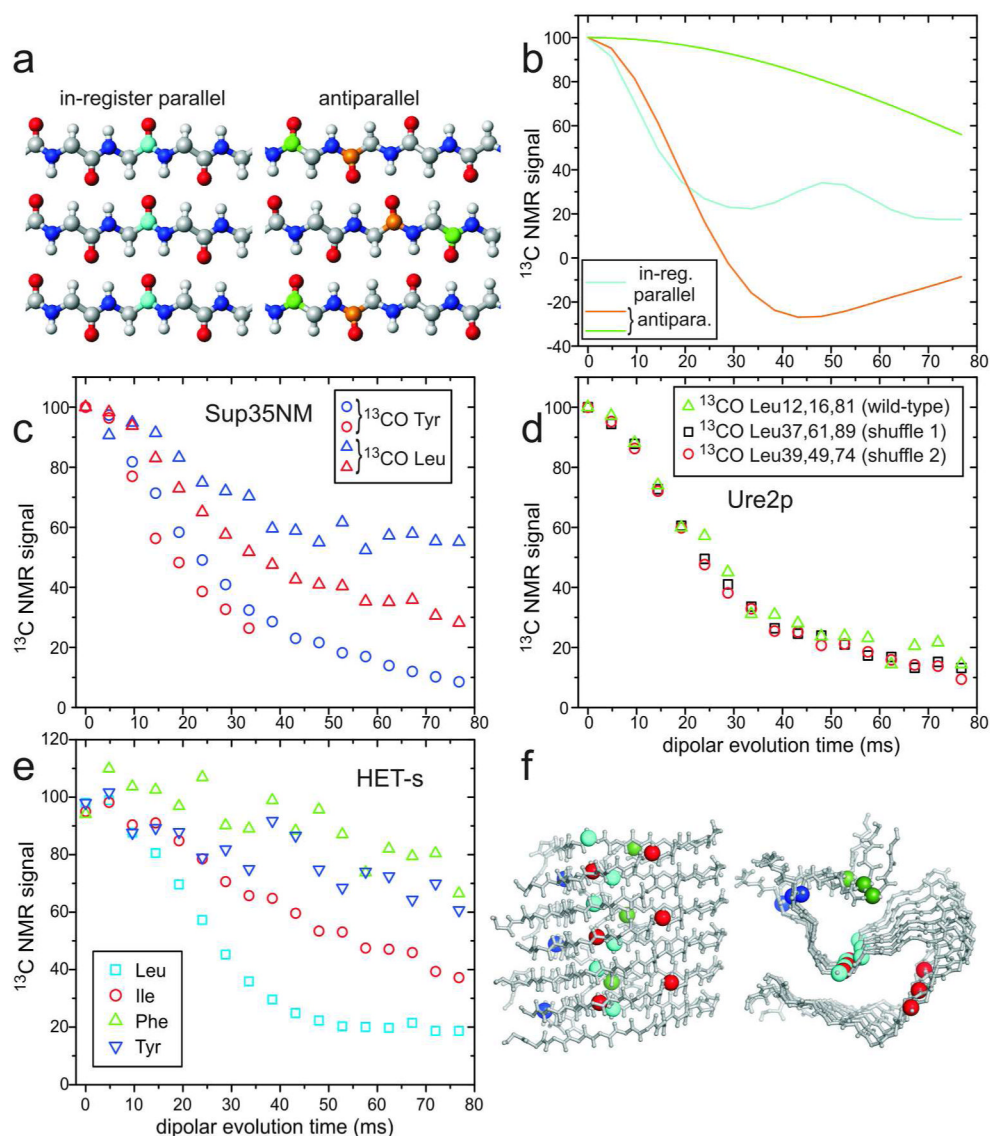 a
in-register parallel
antiparallel
b
100
80
60
40
20
0
-20
-40
0 10 20 30 40 50 60 70 80
13C NMR signal
in-reg.
parallel
antipara.
c
Sup35NM
13CO Tyr
13CO Leu
100
80
60
40
20
0
0 10 20 30 40 50 60 70 80
13C NMR signal
d
13CO Leu12,16,81 (wild-type)
13CO Leu37,61,89 (shuffle 1)
13CO Leu39,49,74 (shuffle 2)
Ure2p
100
80
60
40
20
0
0 10 20 30 40 50 60 70 80
13C NMR signal
dipolar evolution time (ms)
e
HET-s
120
100
80
60
40
20
0
0 10 20 30 40 50 60 70 80
13C NMR signal
Leu
Ile
Phe
Tyr
dipolar evolution time (ms)
f